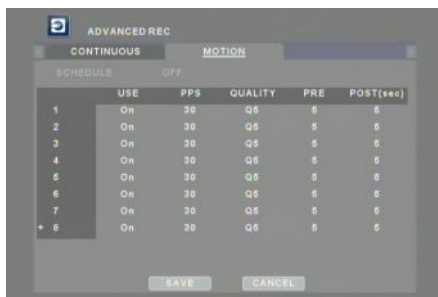 ADVANCED REC
CONTINUOUS MOTION
SCHEDULE OFF
USE PPS QUALITY PRE POST(sec)
1 On 30 Q5 5 5
2 On 30 Q5 5 5
3 On 30 Q5 5 5
4 On 30 Q5 5 5
5 On 30 Q5 5 5
6 On 30 Q5 5 5
7 On 30 Q5 5 5
+ 8 On 30 Q5 5 5
SAVE CANCEL